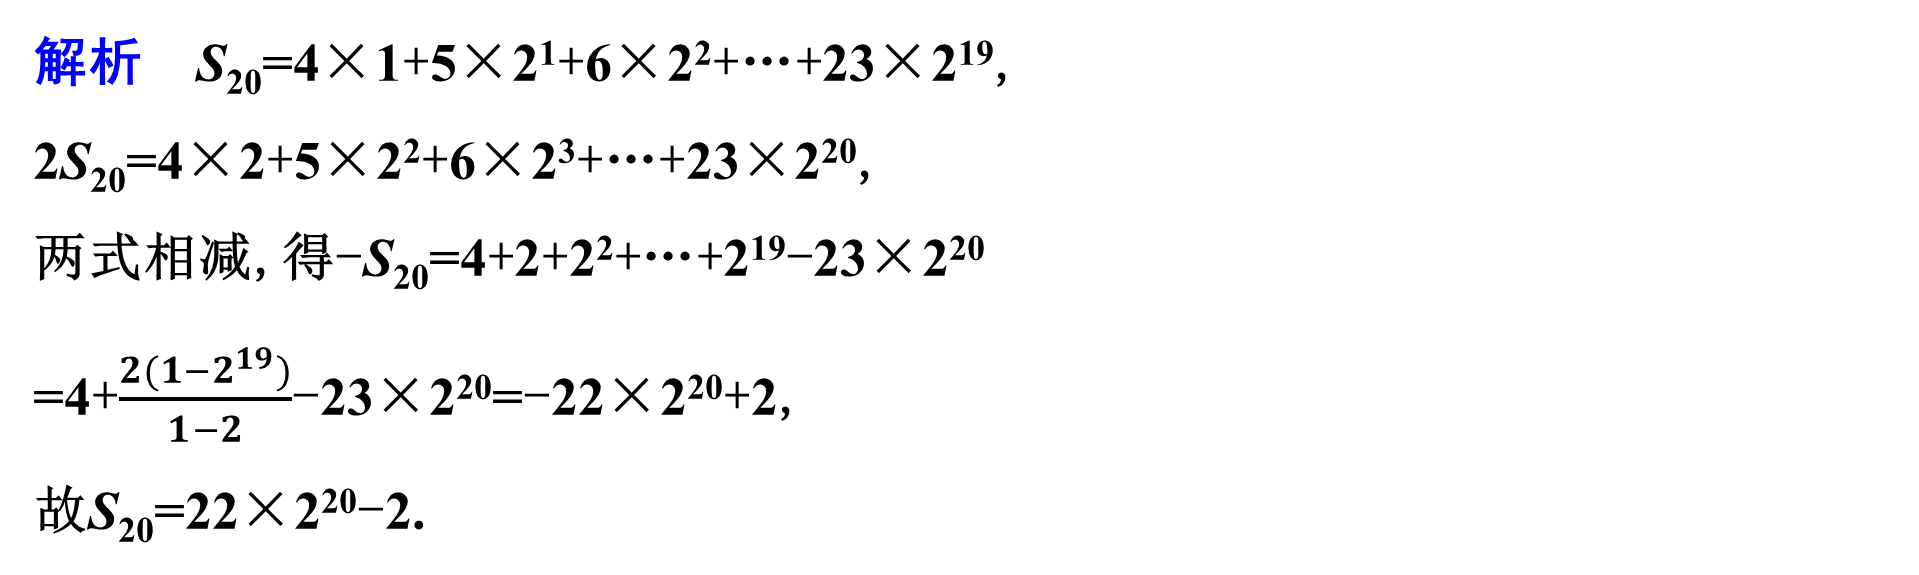 解析 S₂₀=4×1+5×2¹+6×2²+…+23×2¹⁹,
2S₂₀=4×2+5×2²+6×2³+…+23×2²⁰,
两式相减, 得-S₂₀=4+2+2²+…+2¹⁹-23×2²⁰
=4+\frac{2(1-2¹⁹)}{1-2}-23×2²⁰=-22×2²⁰+2,
故S₂₀=22×2²⁰-2.